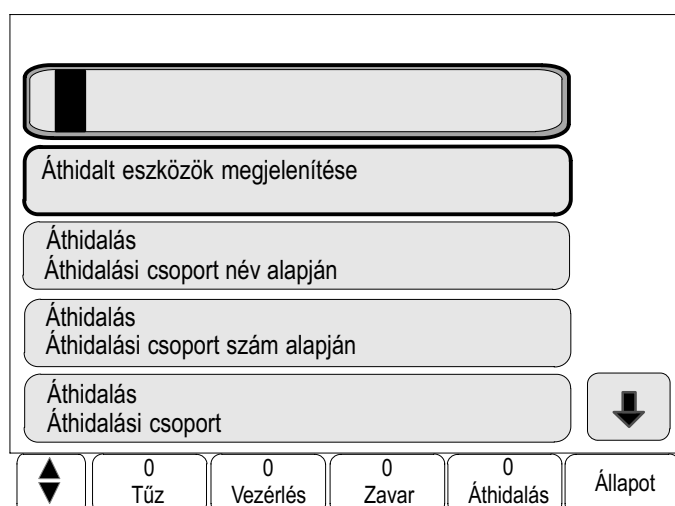 Áthidalt eszközök megjelenítése
Áthidalás
Áthidalási csoport név alapján
Áthidalás
Áthidalási csoport szám alapján
Áthidalás
Áthidalási csoport
0 0 0 0
Tűz Vezérlés Zavar Áthidalás Állapot